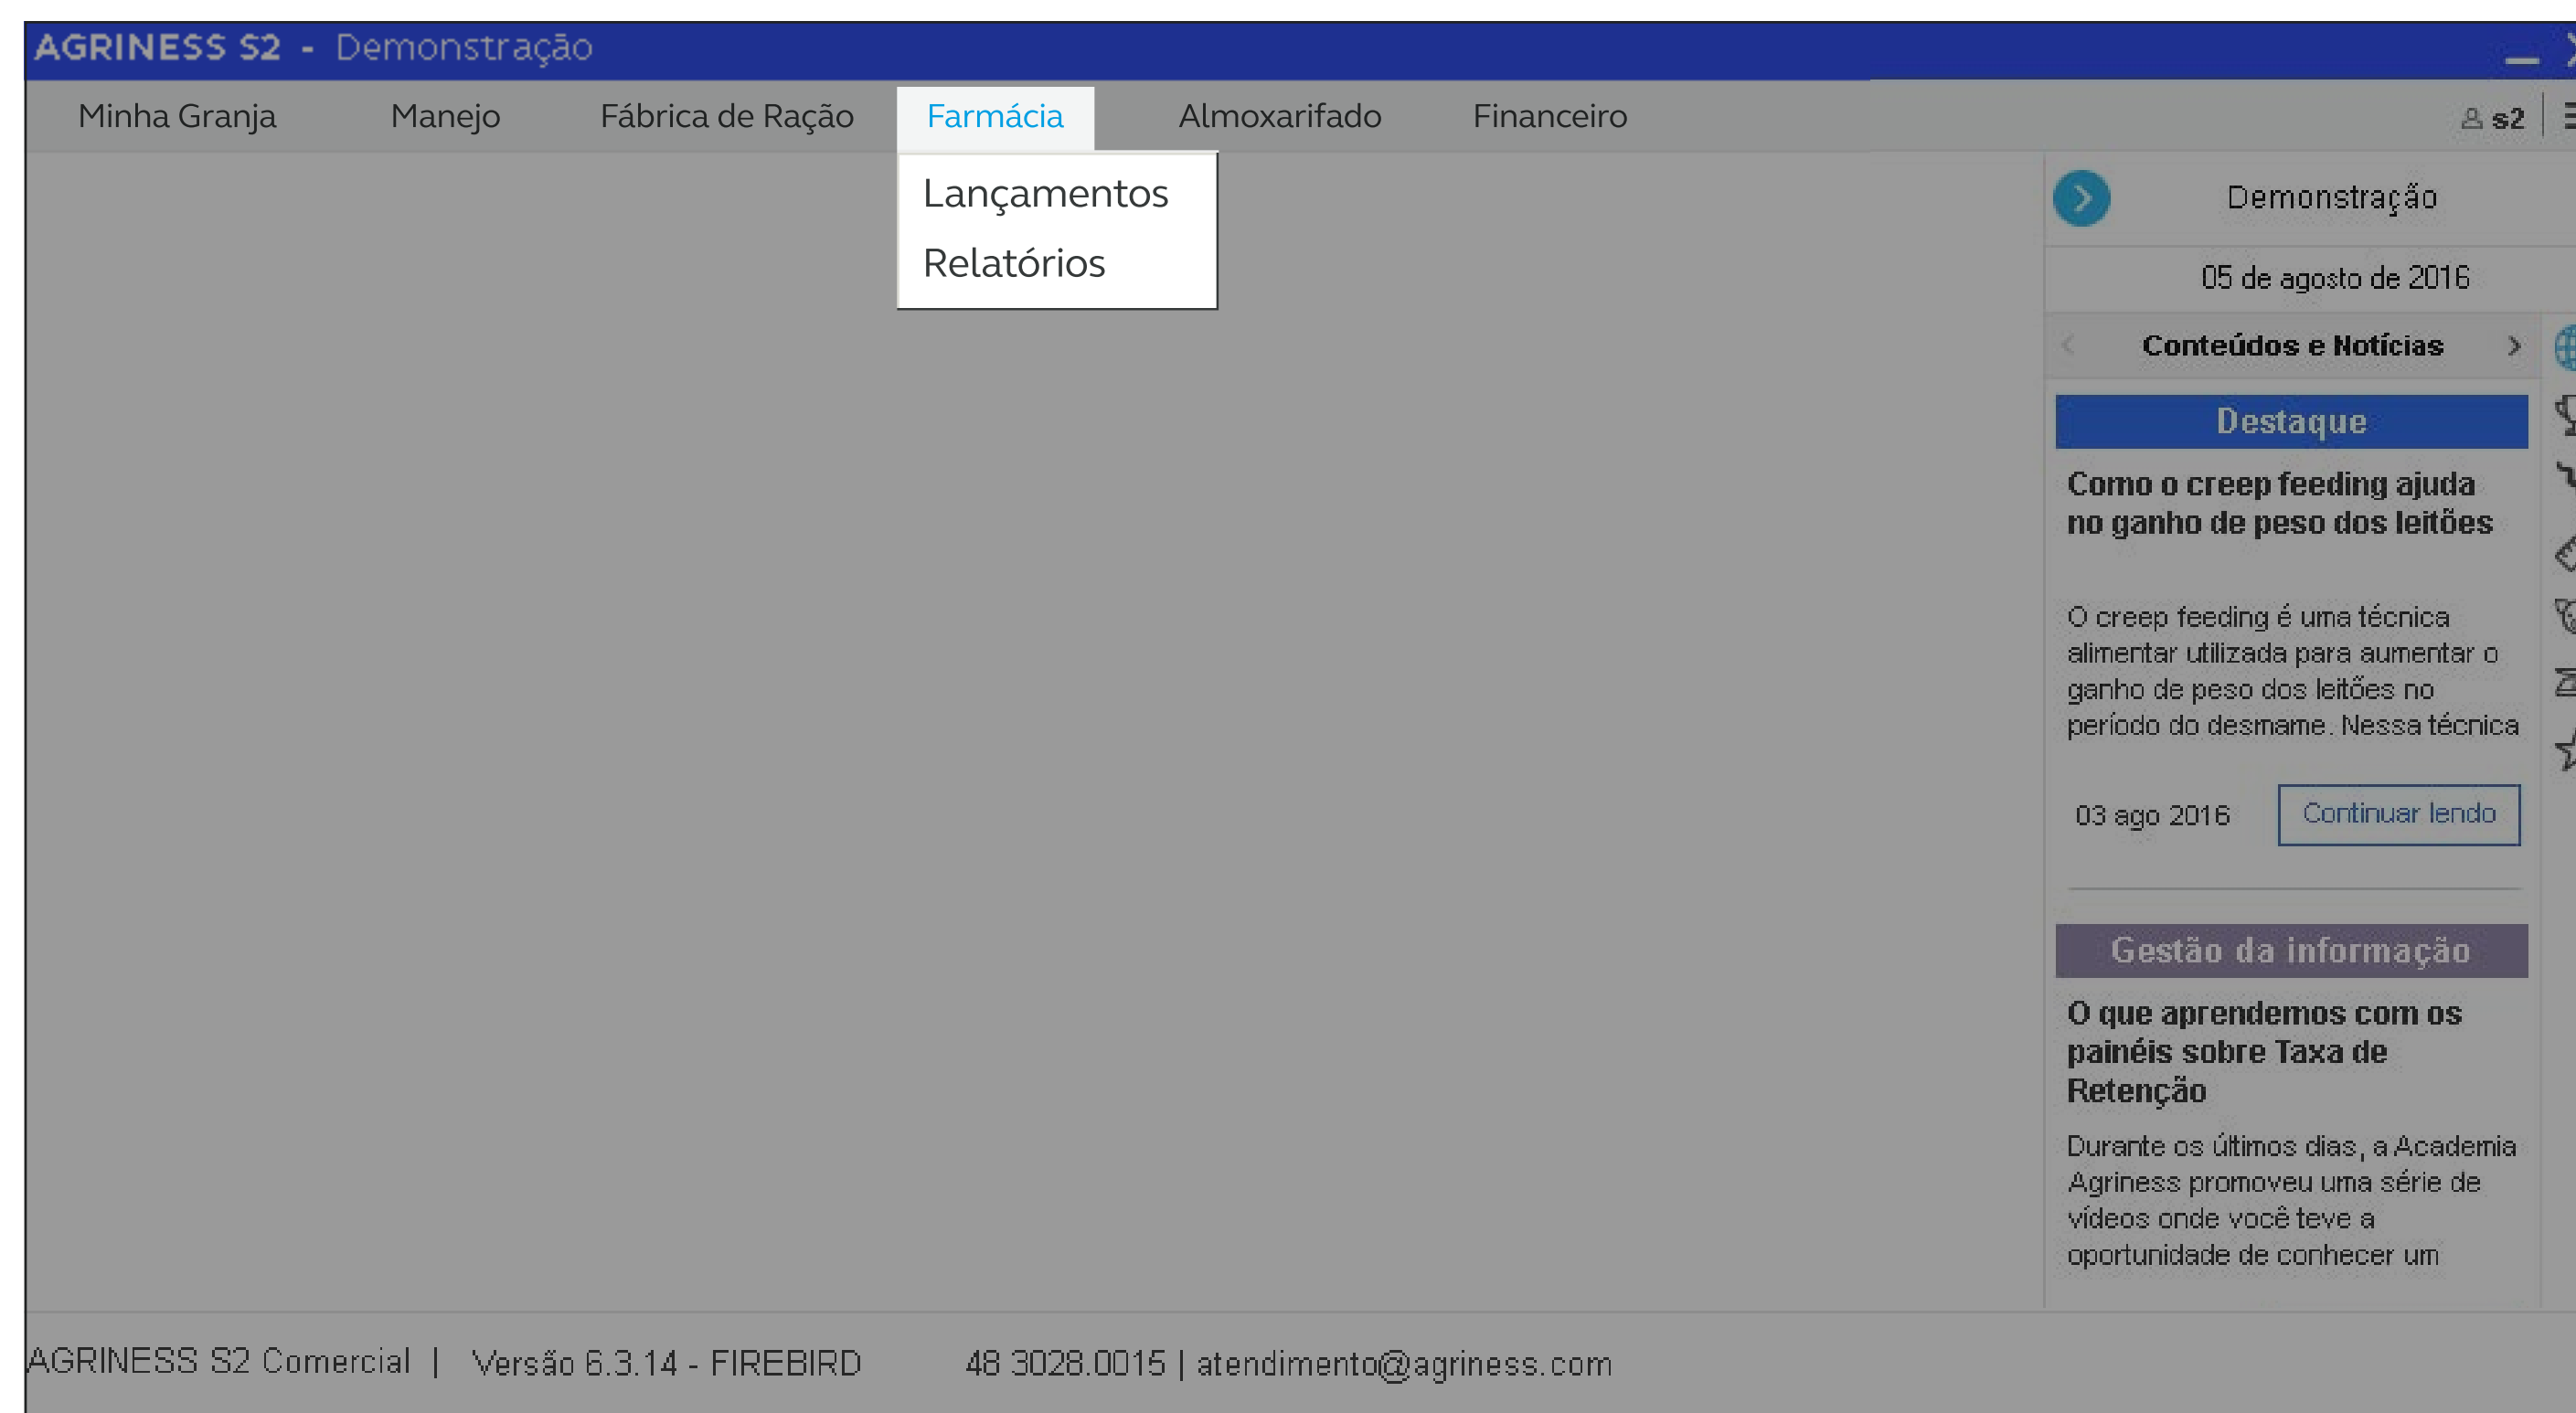 AGRINESS S2 - Demonstração
Minha Granja Manejo Fábrica de Ração Farmácia Almoxarifado Financeiro s2
Lançamentos
Relatórios
Demonstração
05 de agosto de 2016
Conteúdos e Notícias
Destaque
Como o creep feeding ajuda
no ganho de peso dos leitões
O creep feeding é uma técnica
alimentar utilizada para aumentar o
ganho de peso dos leitões no
período do desmame. Nessa técnica
03 ago 2016 Continuar lendo
Gestão da informação
O que aprendemos com os
painéis sobre Taxa de
Retenção
Durante os últimos dias, a Academia
Agriness promoveu uma série de
vídeos onde você teve a
oportunidade de conhecer um
AGRINESS S2 Comercial | Versão 6.3.14 - FIREBIRD 48 3028.0015 | atendimento@agriness.com